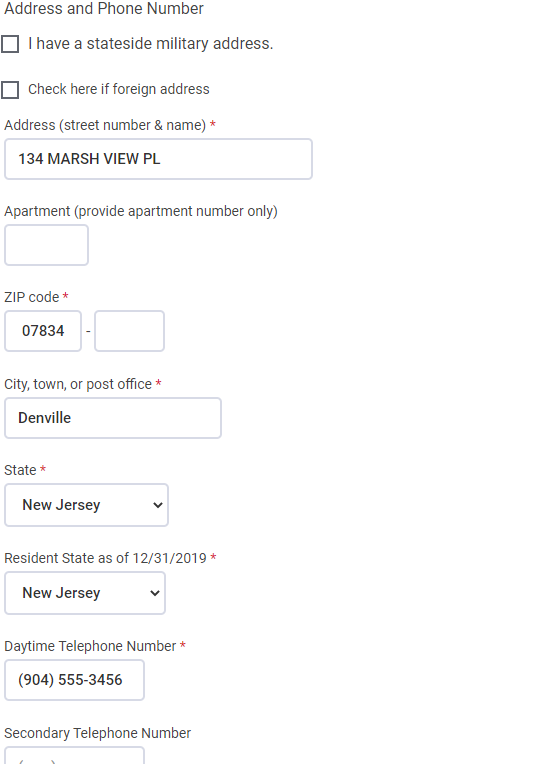 Address and Phone Number
I have a stateside military address.
Check here if foreign address
Address (street number & name) *
134 MARSH VIEW PL
Apartment (provide apartment number only)
ZIP code *
07834 -
City, town, or post office *
Denville
State *
New Jersey
Resident State as of 12/31/2019 *
New Jersey
Daytime Telephone Number *
(904) 555-3456
Secondary Telephone Number